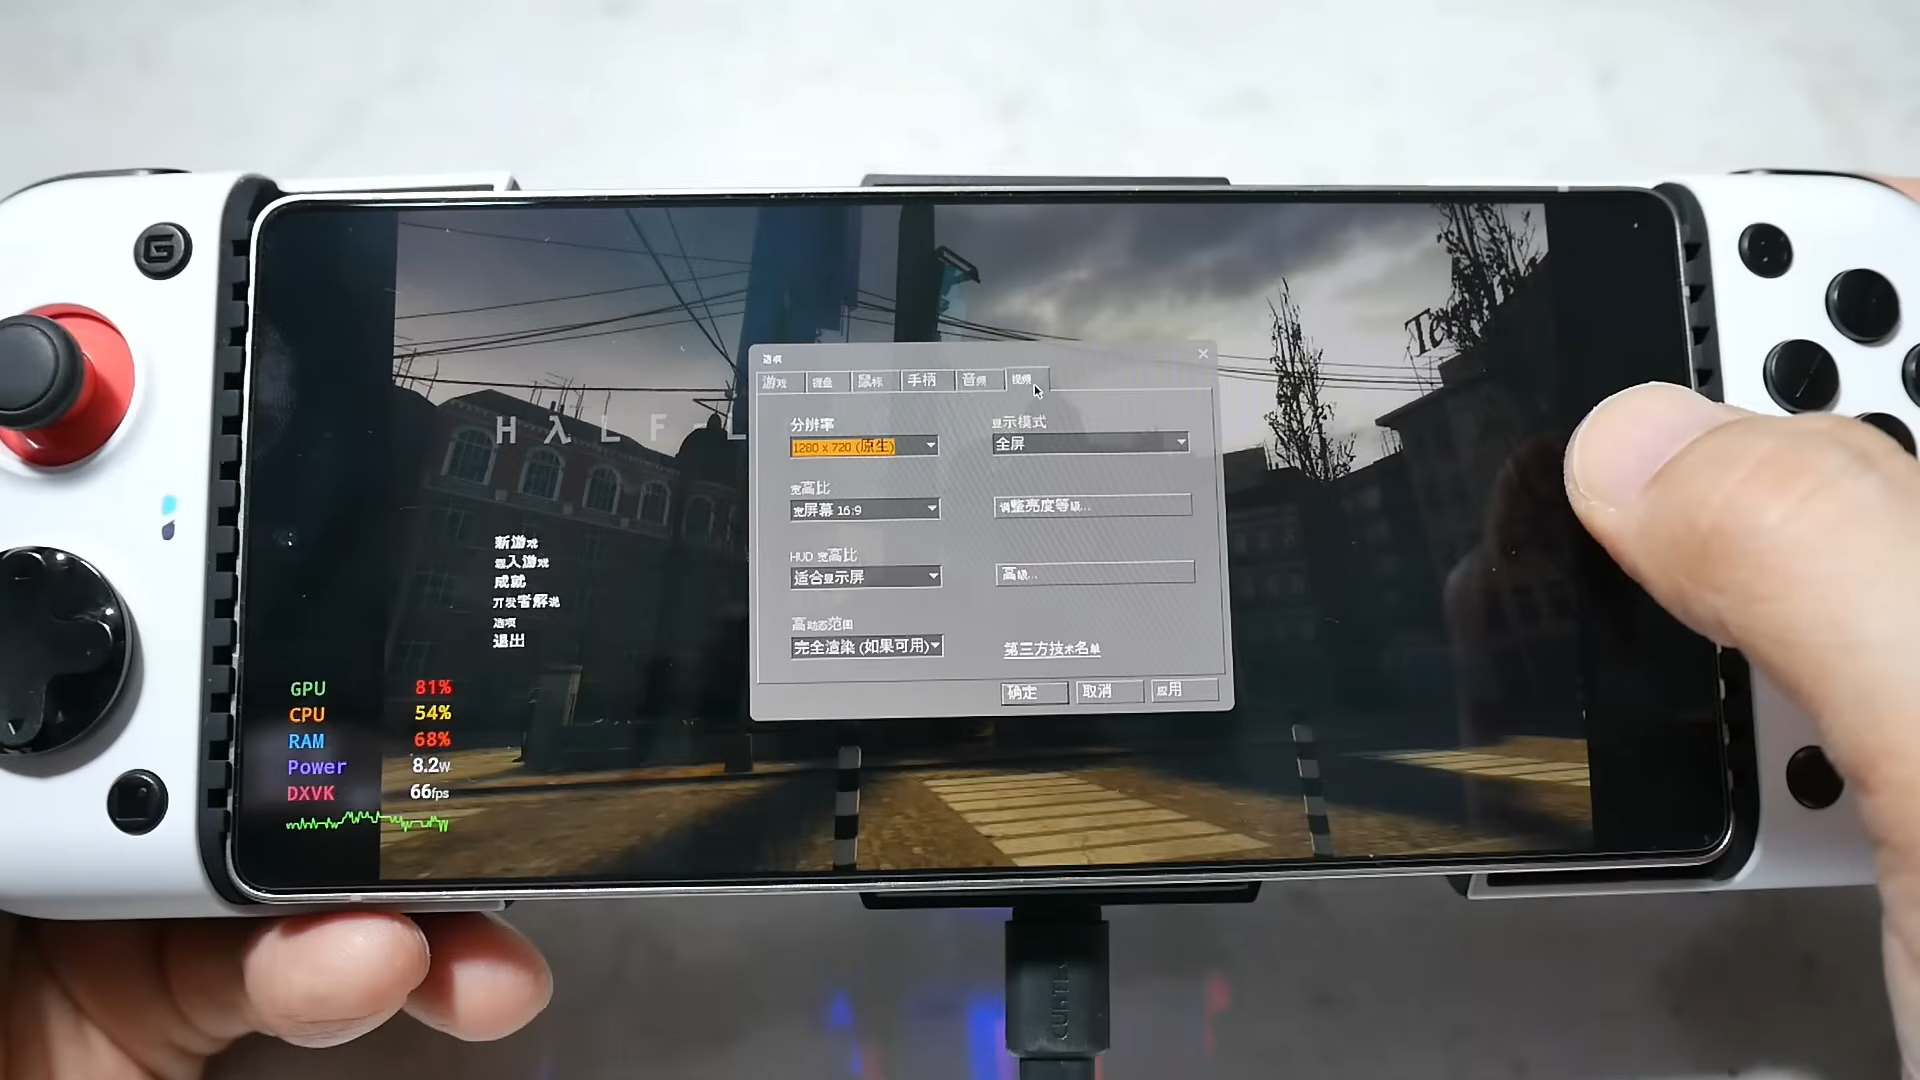 G
Te
HλLF-L
新游戏
载入游戏
成就
开发者解说
选项
退出
选项
游戏 键盘 鼠标 手柄 音频 视频
分辨率 显示模式
1280 x 720 (原生) 全屏
宽高比
宽屏幕 16:9 调整亮度等级...
HUD 宽高比
适合显示屏 高级...
高动态范围
完全渲染 (如果可用) 第三方技术名单
确定 取消 应用
GPU 81%
CPU 54%
RAM 68%
Power 8.2w
DXVK 66fps